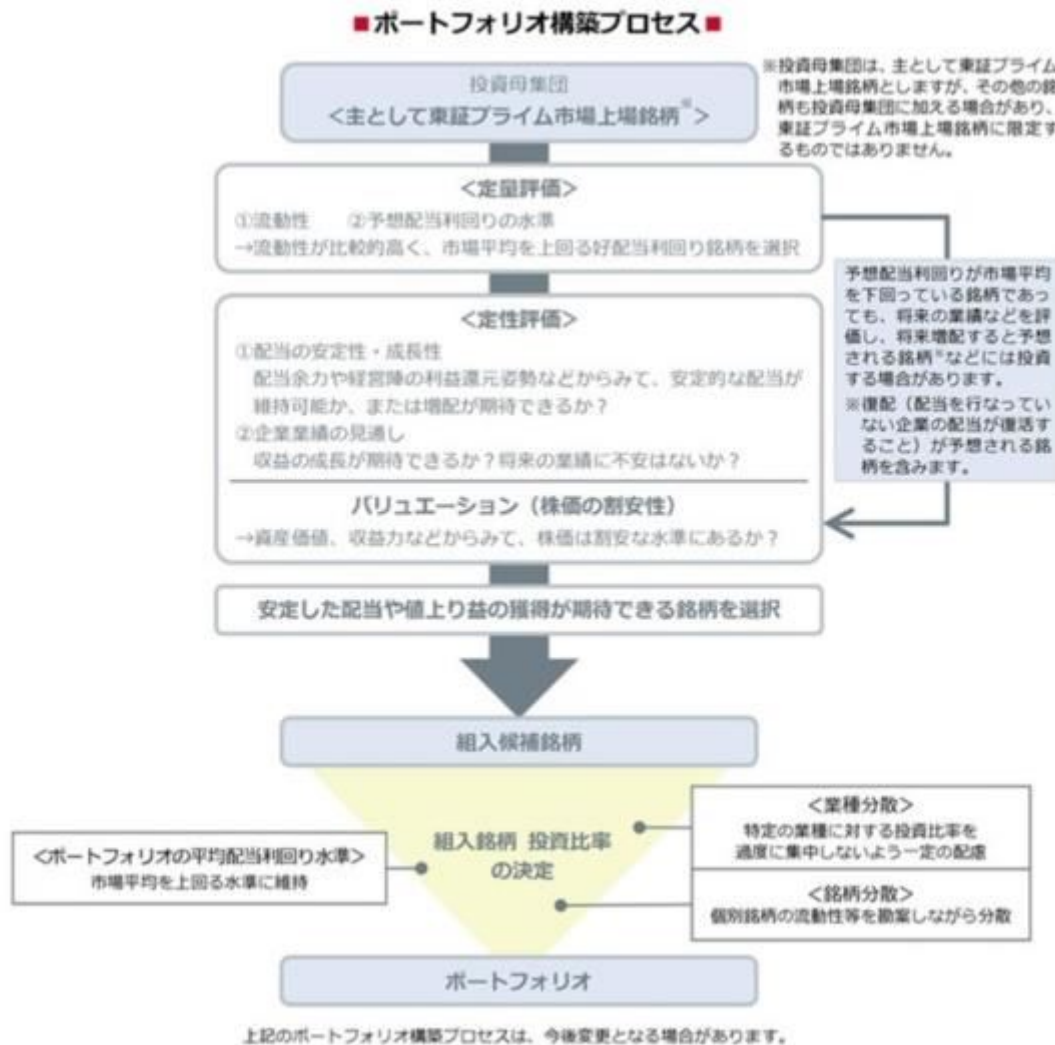 ■ポートフォリオ構築プロセス■
投資母集団
＜主として東証プライム市場上場銘柄※＞
※投資母集団は、主として東証プライム
市場上場銘柄としますが、その他の銘
柄も投資母集団に加える場合があり、
東証プライム市場上場銘柄に限定す
るものではありません。
＜定量評価＞
①流動性　②予想配当利回りの水準
→流動性が比較的高く、市場平均を上回る好配当利回り銘柄を選択
予想配当利回りが市場平均
を下回っている銘柄であっ
ても、将来の業績などを評
価し、将来増配すると予想
される銘柄※などには投資
する場合があります。
※復配（配当を行なってい
ない企業の配当が復活す
ること）が予想される銘
柄を含みます。
＜定性評価＞
①配当の安定性・成長性
配当余力や経営陣の利益還元姿勢などからみて、安定的な配当が
維持可能か、または増配が期待できるか？
②企業業績の見通し
収益の成長が期待できるか？将来の業績に不安はないか？
バリュエーション（株価の割安性）
→資産価値、収益力などからみて、株価は割安な水準にあるか？
安定した配当や値上り益の獲得が期待できる銘柄を選択
組入候補銘柄
組入銘柄 投資比率
の決定
＜ポートフォリオの平均配当利回り水準＞
市場平均を上回る水準に維持
＜業種分散＞
特定の業種に対する投資比率を
過度に集中しないよう一定の配慮
＜銘柄分散＞
個別銘柄の流動性等を勘案しながら分散
ポートフォリオ
上記のポートフォリオ構築プロセスは、今後変更となる場合があります。